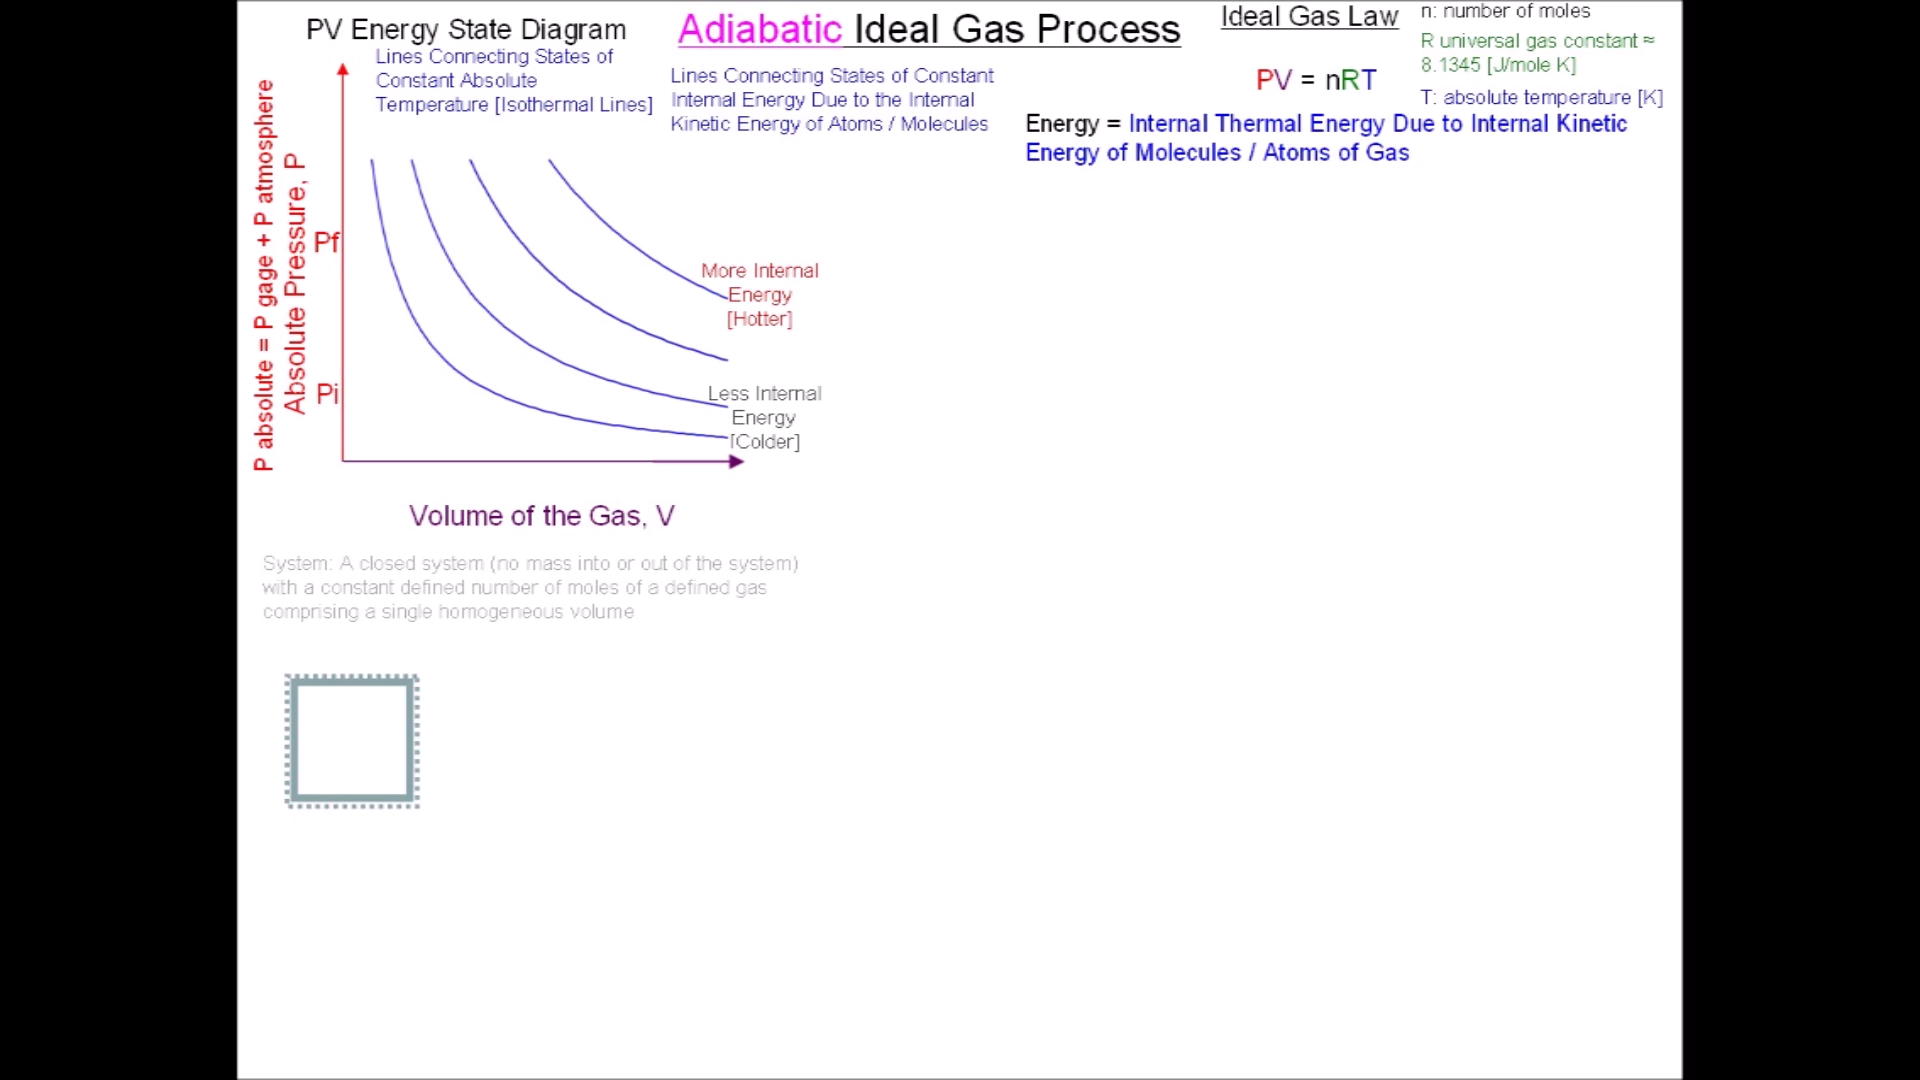 PV Energy State Diagram
Lines Connecting States of
Constant Absolute
Temperature [Isothermal Lines]
Adiabatic Ideal Gas Process
Lines Connecting States of Constant
Internal Energy Due to the Internal
Kinetic Energy of Atoms / Molecules
Ideal Gas Law
PV = nRT
n: number of moles
R universal gas constant ≈
8.1345 [J/mole K]
T: absolute temperature [K]
Energy = Internal Thermal Energy Due to Internal Kinetic
Energy of Molecules / Atoms of Gas
P absolute = P gage + P atmosphere
Absolute Pressure, P
Pf
Pi
More Internal
Energy
[Hotter]
Less Internal
Energy
[Colder]
Volume of the Gas, V
System: A closed system (no mass into or out of the system)
with a constant defined number of moles of a defined gas
comprising a single homogeneous volume